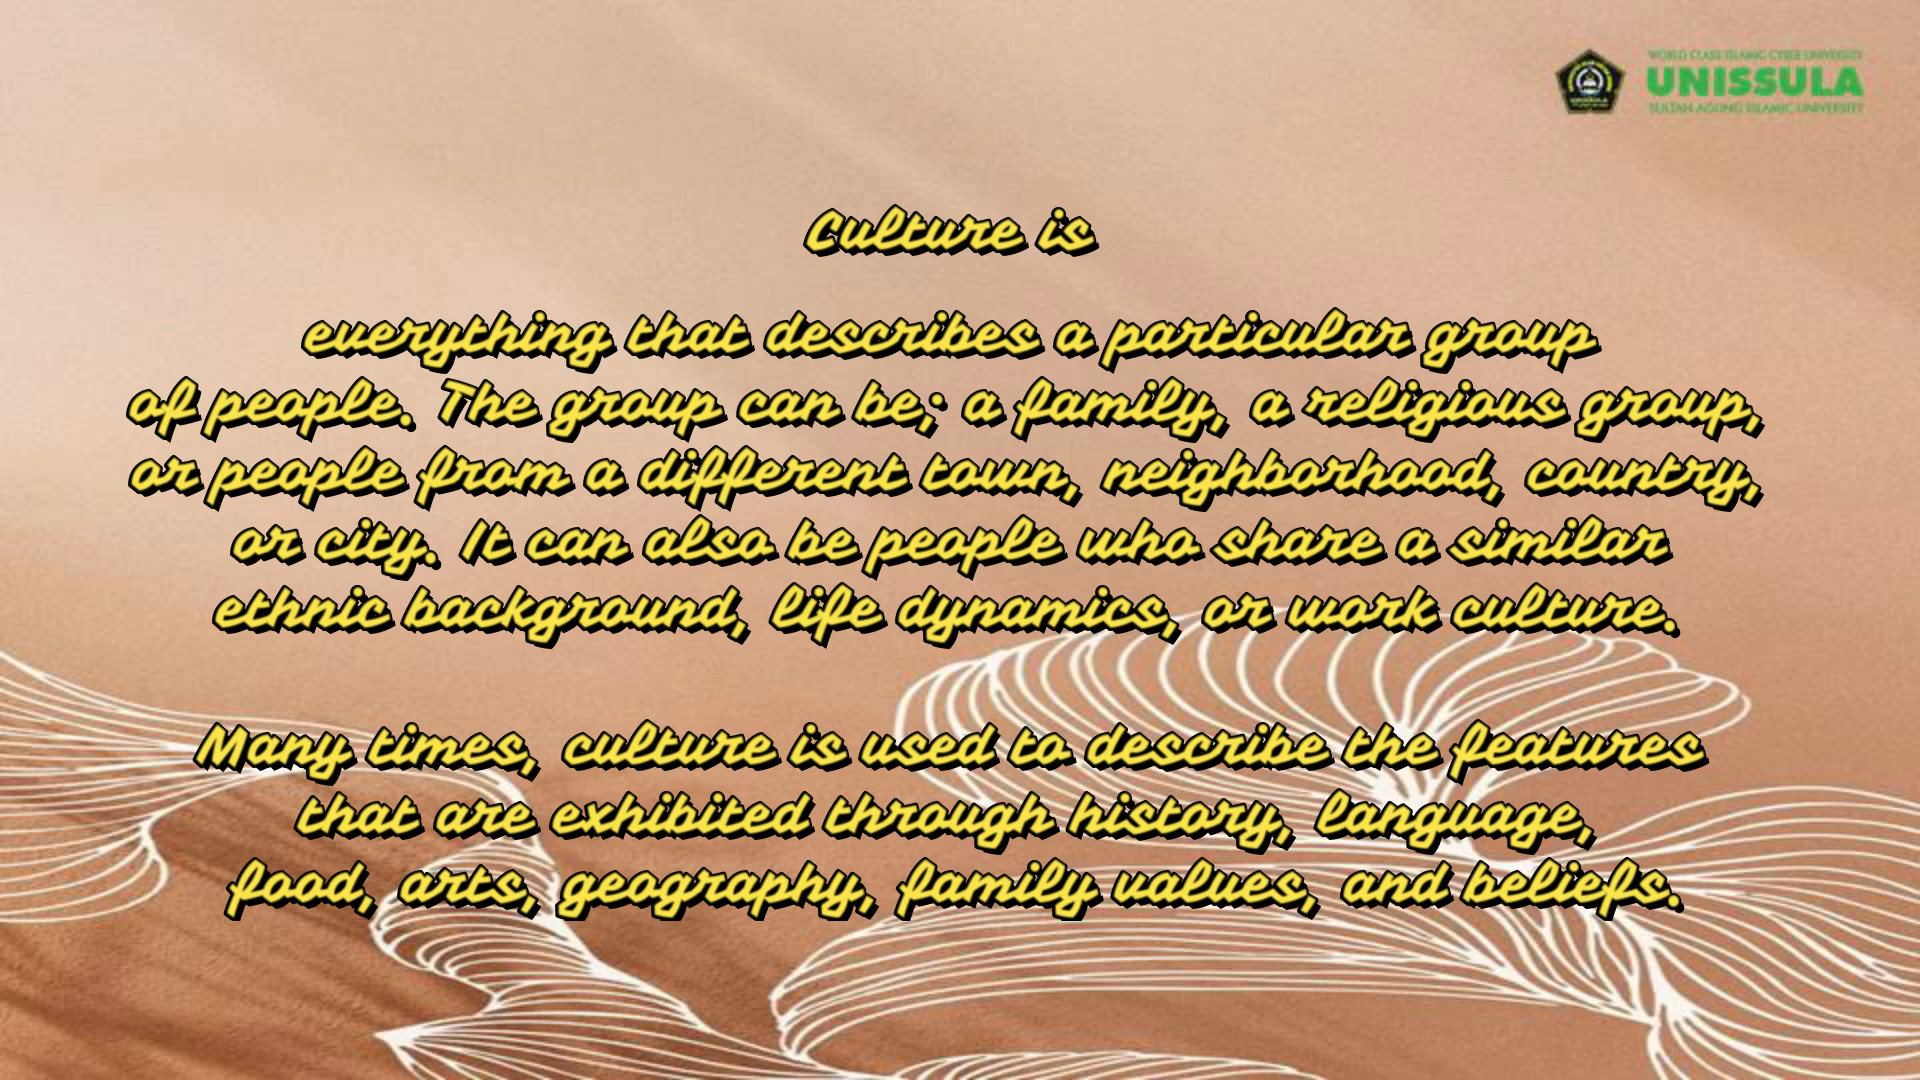 WORLD CLASS ISLAMIC CYBER UNIVERSITY
UNISSULA
SULTAN AGUNG ISLAMIC UNIVERSITY
Culture is
everything that describes a particular group
of people. The group can be; a family, a religious group,
or people from a different town, neighborhood, country,
or city. It can also be people who share a similar
ethnic background, life dynamics, or work culture.
Many times, culture is used to describe the features
that are exhibited through history, language,
food, arts, geography, family values, and beliefs.